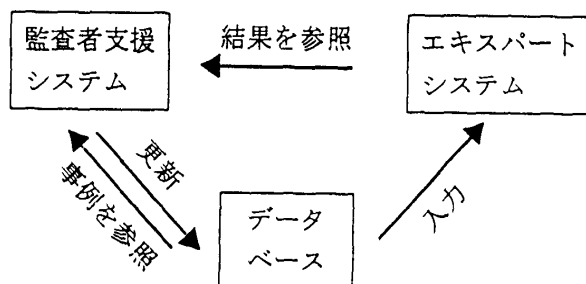 監査者支援
システム
結果を参照
エキスパート
システム
更新
事例を参照
データ
ベース
入力